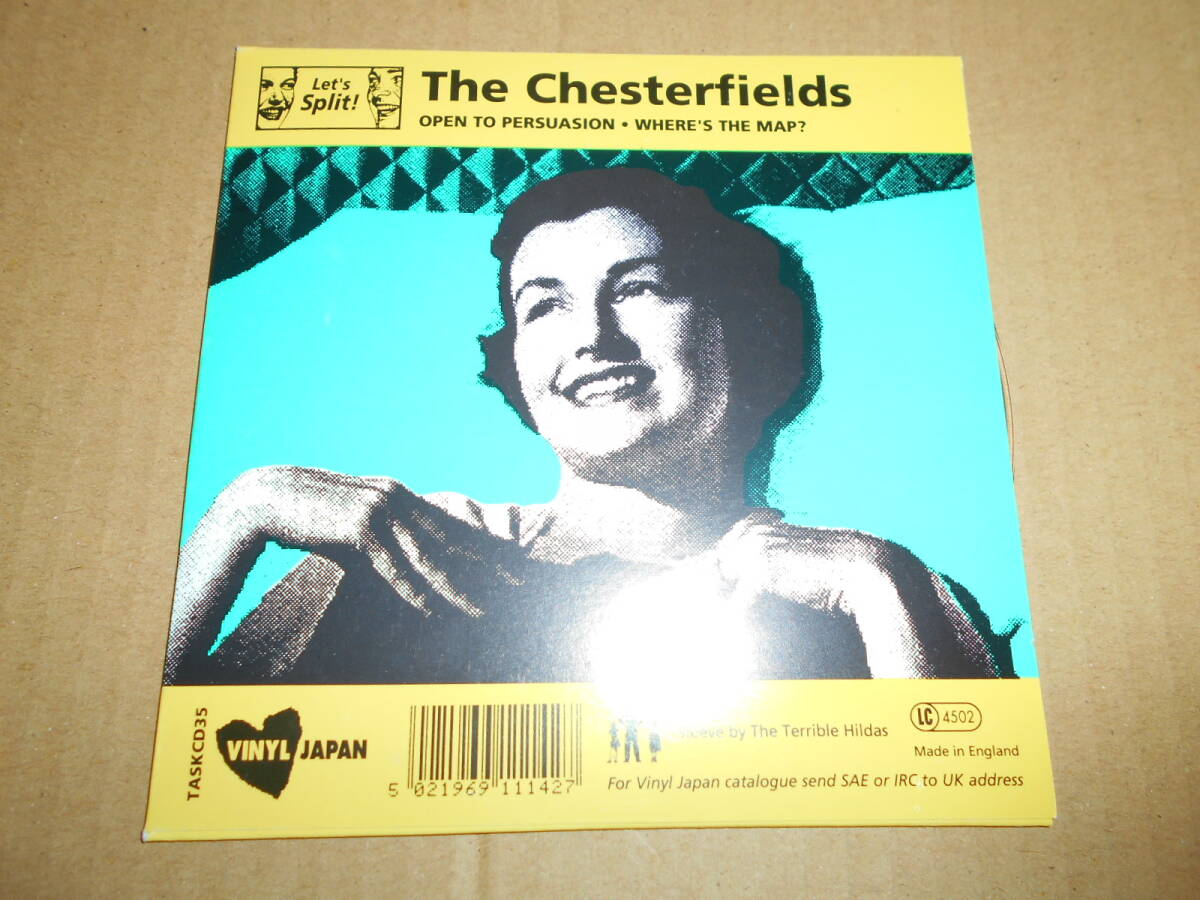 Let's
Split!
The Chesterfields
OPEN TO PERSUASION • WHERE'S THE MAP?
TASKCD35
VINYL JAPAN
5 021969 111427
Sleeve by The Terrible Hildas
LC 4502
Made in England
For Vinyl Japan catalogue send SAE or IRC to UK address